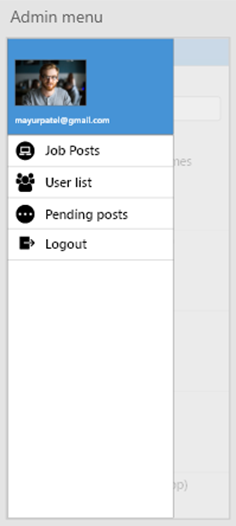 Admin menu
mayurpatel@gmail.com
Job Posts
User list
Pending posts
Logout